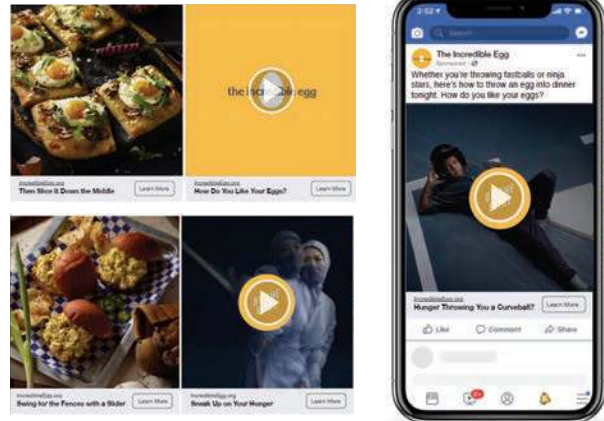 the incredible egg
IncredibleEgg.org
Then Slice It Down the Middle
Learn More
IncredibleEgg.org
How Do You Like Your Eggs?
Learn More
IncredibleEgg.org
Swing for the Fences with a Slider
Learn More
IncredibleEgg.org
Sneak Up on Your Hunger
Learn More
Search
The Incredible Egg
Sponsored
Whether you're throwing fastballs or ninja
stars, here's how to throw an egg into dinner
tonight. How do you like your eggs?
IncredibleEgg.org
Hunger Throwing You a Curveball?
Learn More
Like
Comment
Share